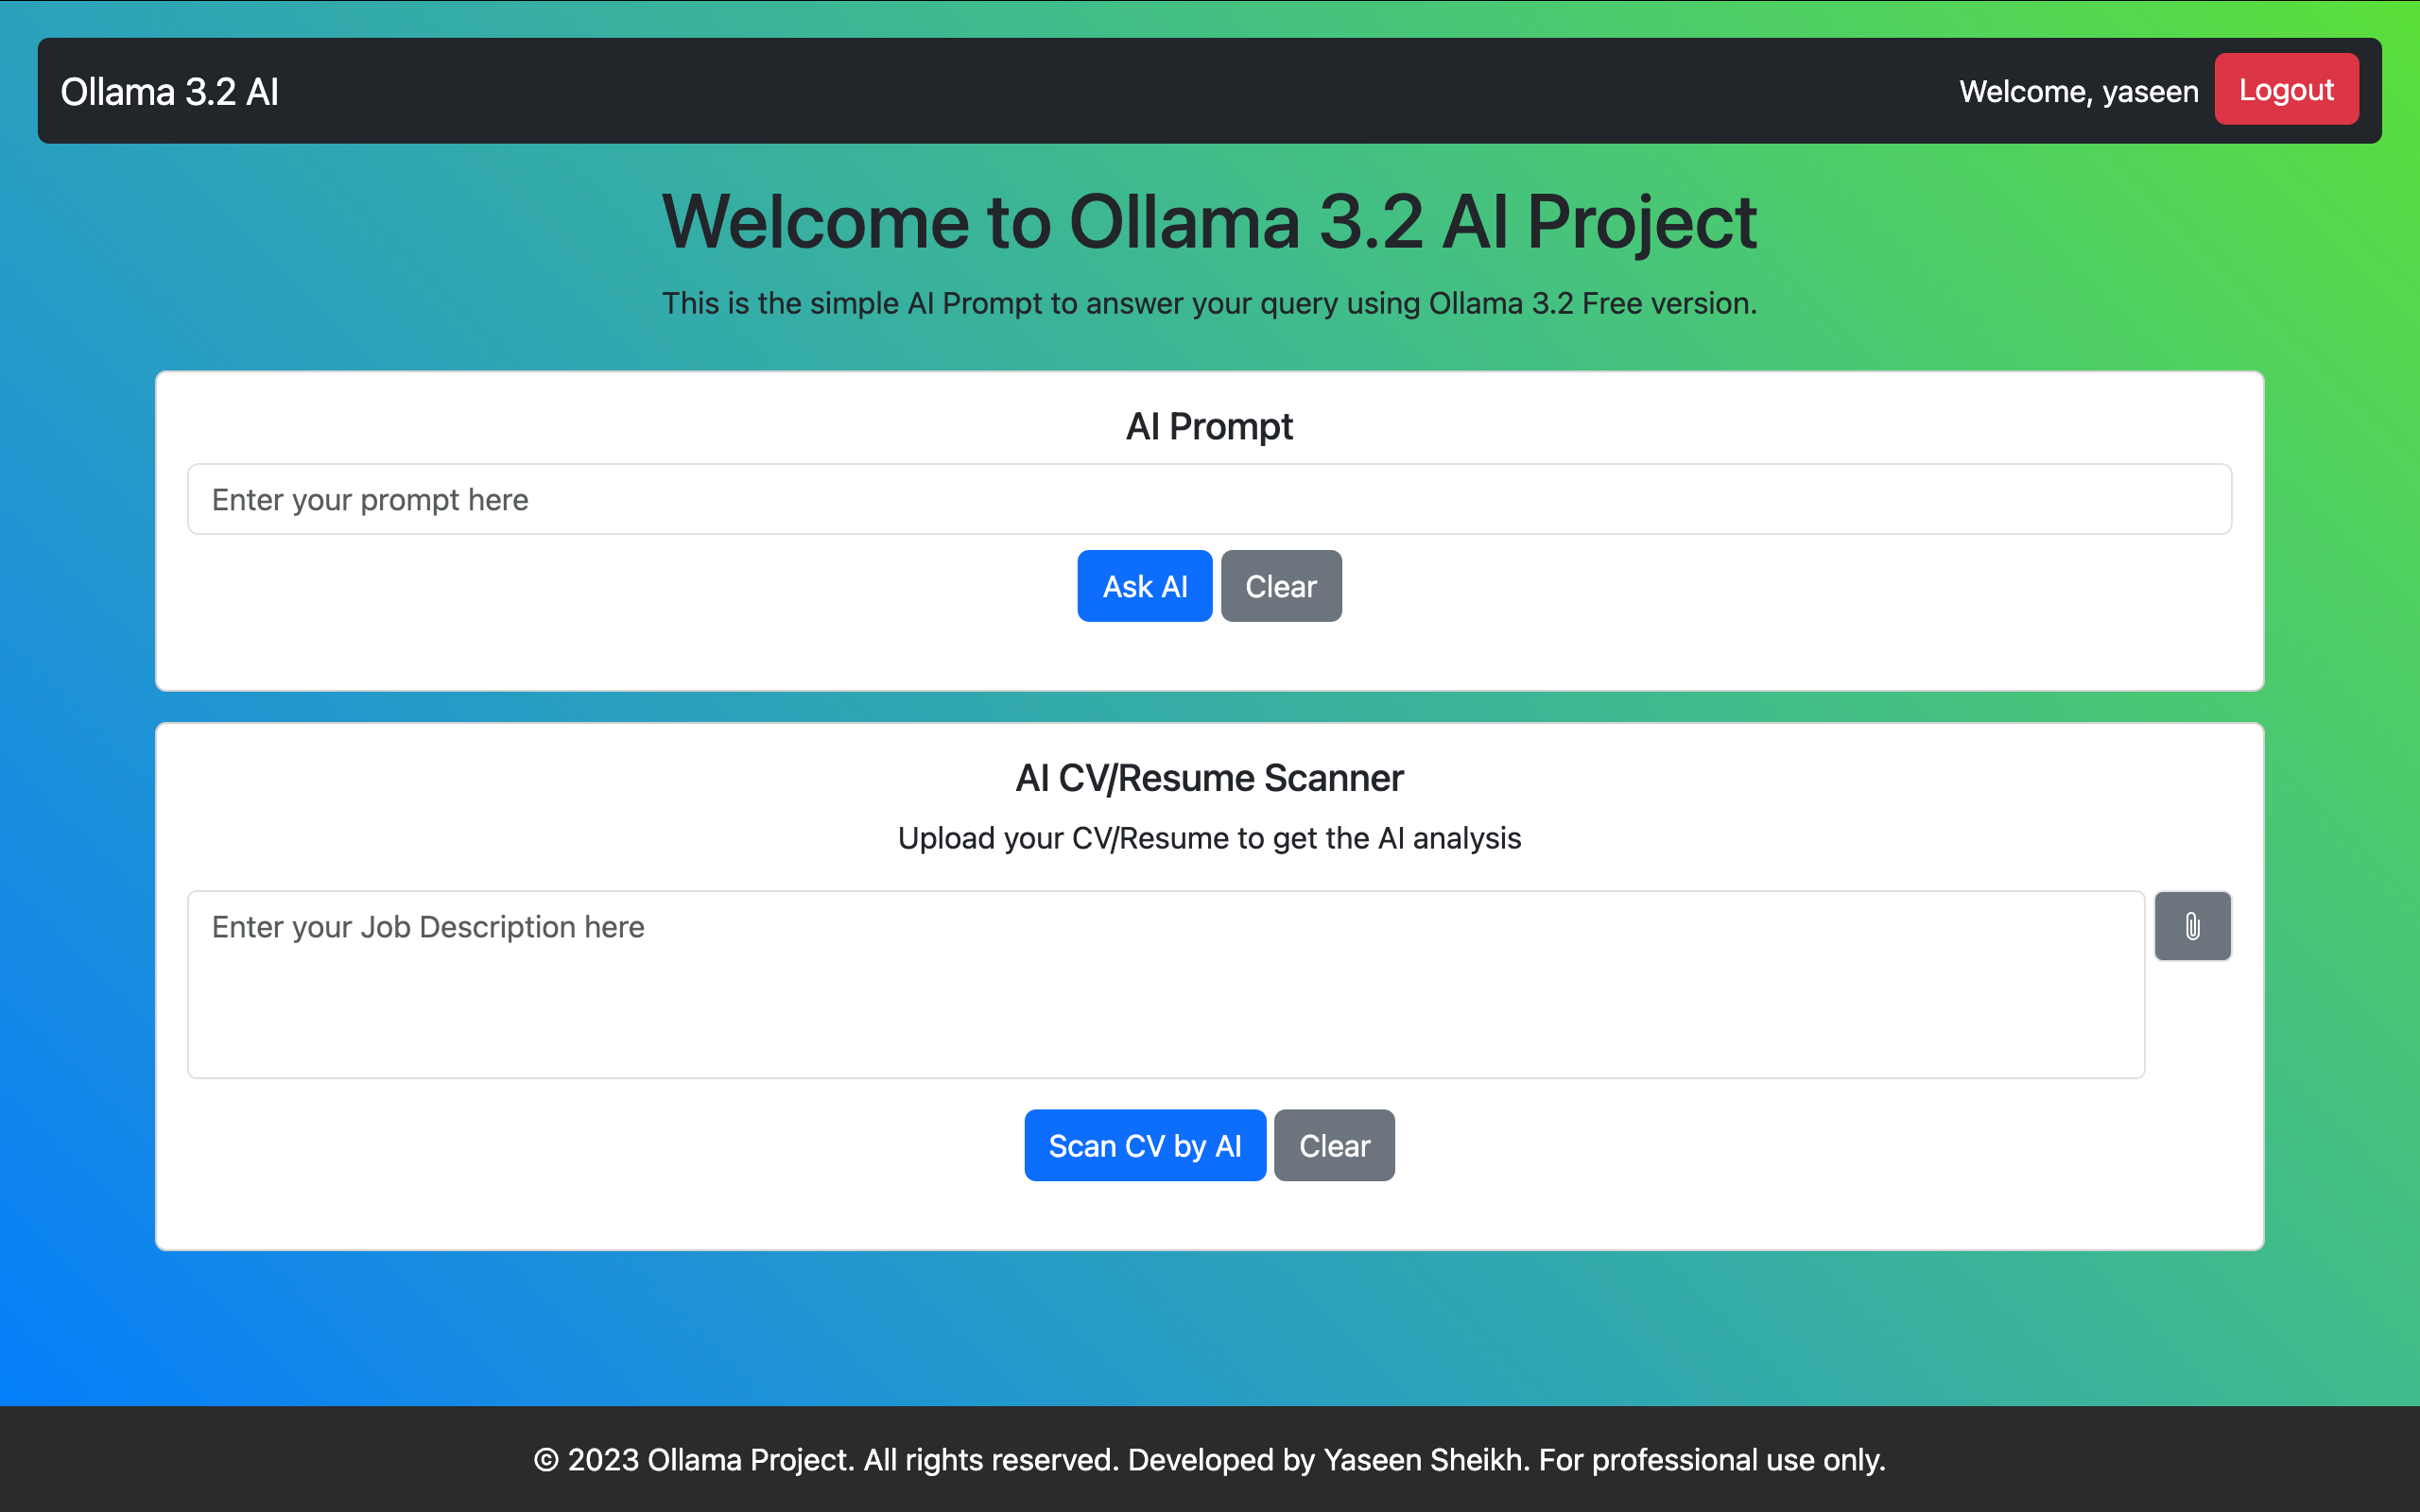 Ollama 3.2 AI
Welcome, yaseen
Logout
Welcome to Ollama 3.2 AI Project
This is the simple AI Prompt to answer your query using Ollama 3.2 Free version.
AI Prompt
Enter your prompt here
Ask AI
Clear
AI CV/Resume Scanner
Upload your CV/Resume to get the AI analysis
Enter your Job Description here
Scan CV by AI
Clear
© 2023 Ollama Project. All rights reserved. Developed by Yaseen Sheikh. For professional use only.